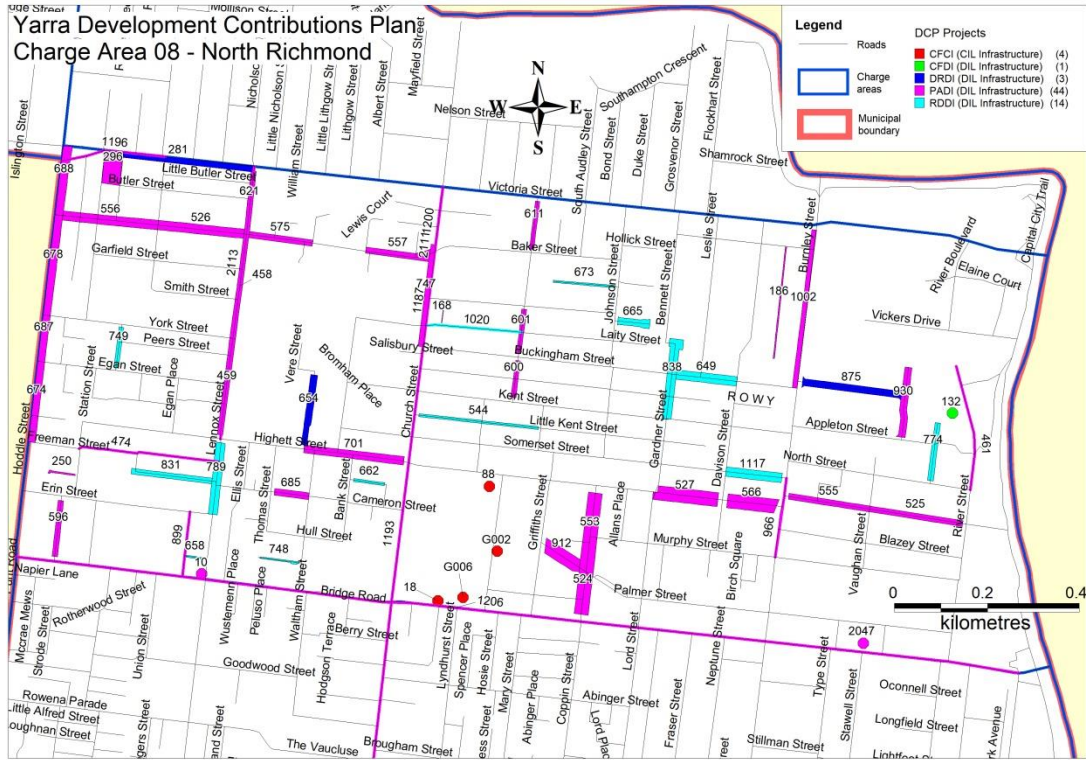 Yarra Development Contributions Plan
Charge Area 08 - North Richmond
Legend
Roads
Charge
areas
Municipal
boundary
DCP Projects
CFCI (CIL Infrastructure) (4)
CFDI (DIL Infrastructure) (1)
DRDI (DIL Infrastructure) (3)
PADI (DIL Infrastructure) (44)
RDDI (DIL Infrastructure) (14)
N
W E
S
Islington Street
Nicholson Street
Little Nicholson Street
William Street
Little Lithgow Street
Lithgow Street
Albert Street
Mayfield Street
Nelson Street
Southampton Crescent
South Audley Street
Bond Street
Duke Street
Grosvenor Street
Flockhart Street
Shamrock Street
Victoria Street
1196
296
281
Little Butler Street
Butler Street
688
621
556
526
575
Lewis Court
557
2111
1200
611
Baker Street
Hollick Street
Leslie Street
Burnley Street
River Boulevard
Capital City Trail
Elaine Court
Garfield Street
678
2113
458
Smith Street
747
1187
168
673
Johnson Street
Bennett Street
186
1002
Vickers Drive
York Street
687
749
Peers Street
Egan Street
Station Street
Egan Place
Vere Street
Bromham Place
Salisbury Street
1020
601
665
Laity Street
Buckingham Street
600
Kent Street
838
649
ROWY
875
930
132
674
459
654
Church Street
544
Little Kent Street
Somerset Street
Gardner Street
Davison Street
Appleton Street
774
461
Hoddle Street
Freeman Street
474
Lennox Street
Highett Street
701
North Street
250
831
789
Ellis Street
Thomas Street
662
Bank Street
88
1117
Erin Street
685
Cameron Street
527
566
555
525
River Street
596
899
Hull Street
1193
Griffiths Street
553
Allans Place
966
Murphy Street
Blazey Street
G002
912
Birch Square
Vaughan Street
658
10
748
G006
524
Palmer Street
Napier Lane
Bridge Road
18
1206
0 0.2 0.4
kilometres
Mccrae Mews
Strode Street
Rotherwood Street
Union Street
Wustemann Place
Peluso Place
Waltham Street
Hodgson Terrace
Berry Street
Lyndhurst Street
Spencer Place
Hosie Street
Mary Street
Abinger Place
Coppin Street
Lord Street
Neptune Street
2047
Type Street
Stawell Street
Oconnell Street
Goodwood Street
Abinger Street
Fraser Street
Longfield Street
Rowena Parade
Little Alfred Street
The Vaucluse
Brougham Street
Stillman Street